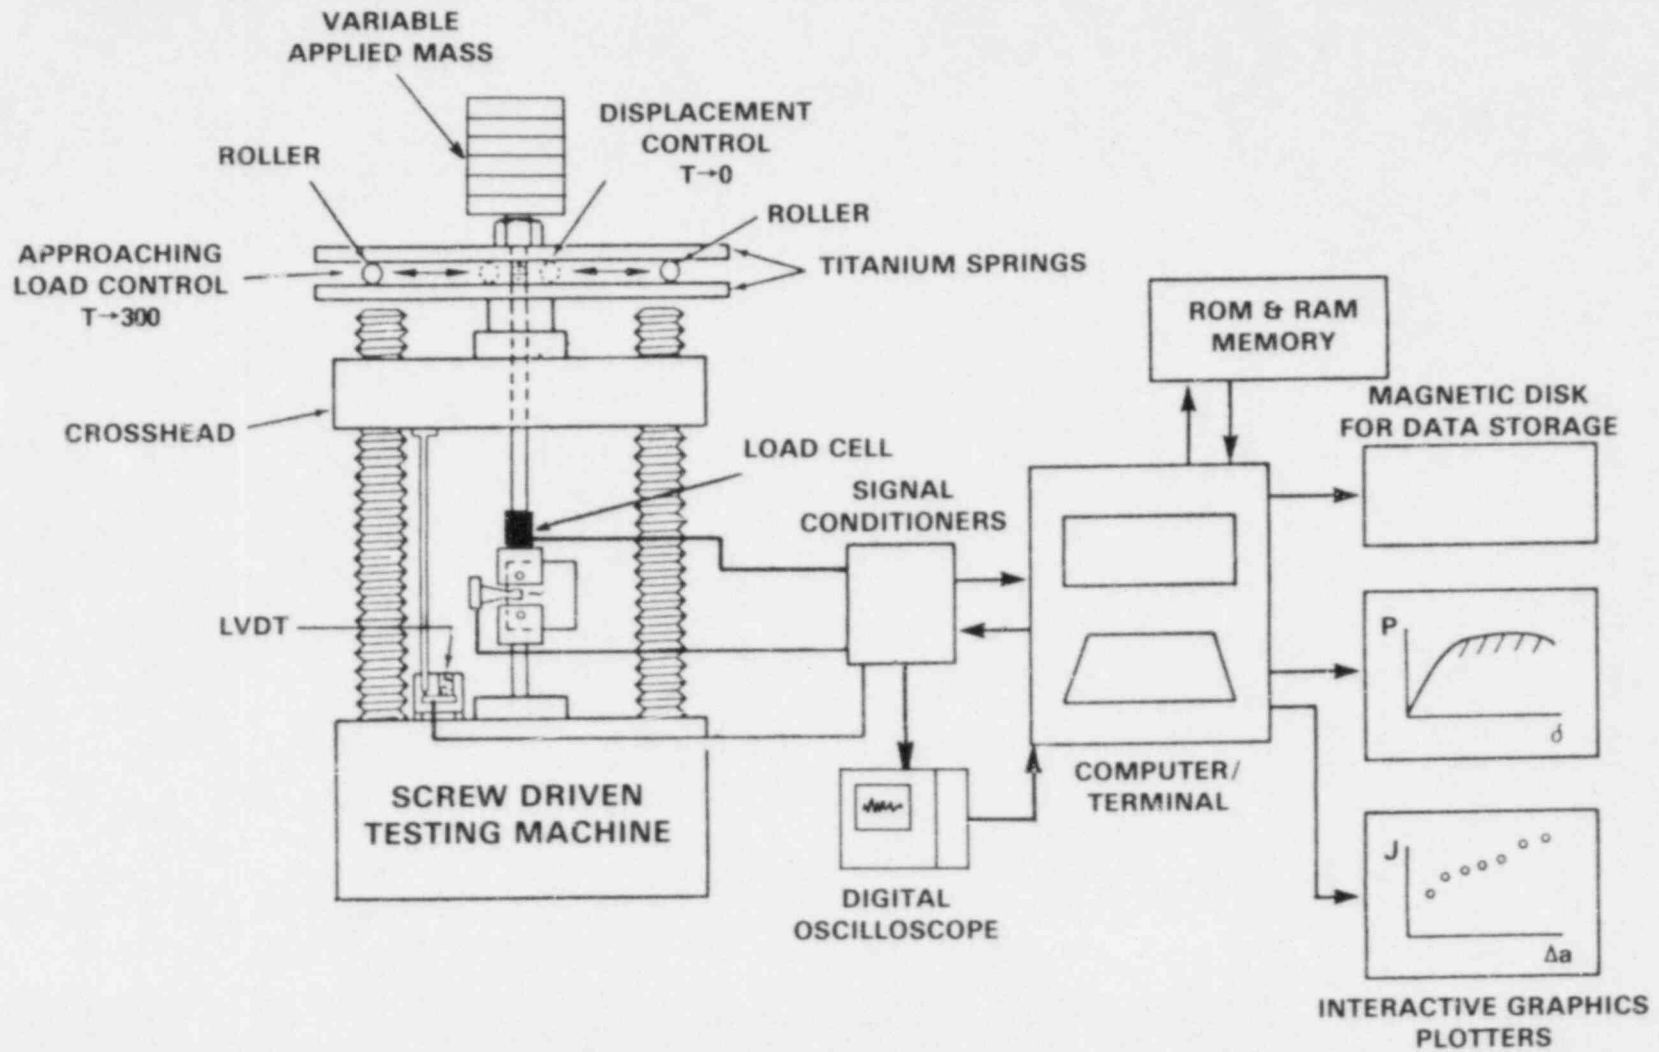 VARIABLE
APPLIED MASS
DISPLACEMENT
CONTROL
T→0
ROLLER
ROLLER
APPROACHING
LOAD CONTROL
T→300
TITANIUM SPRINGS
ROM & RAM
MEMORY
MAGNETIC DISK
FOR DATA STORAGE
CROSSHEAD
LOAD CELL
SIGNAL
CONDITIONERS
LVDT
P
δ
SCREW DRIVEN
TESTING MACHINE
COMPUTER/
TERMINAL
J
Δa
DIGITAL
OSCILLOSCOPE
INTERACTIVE GRAPHICS
PLOTTERS